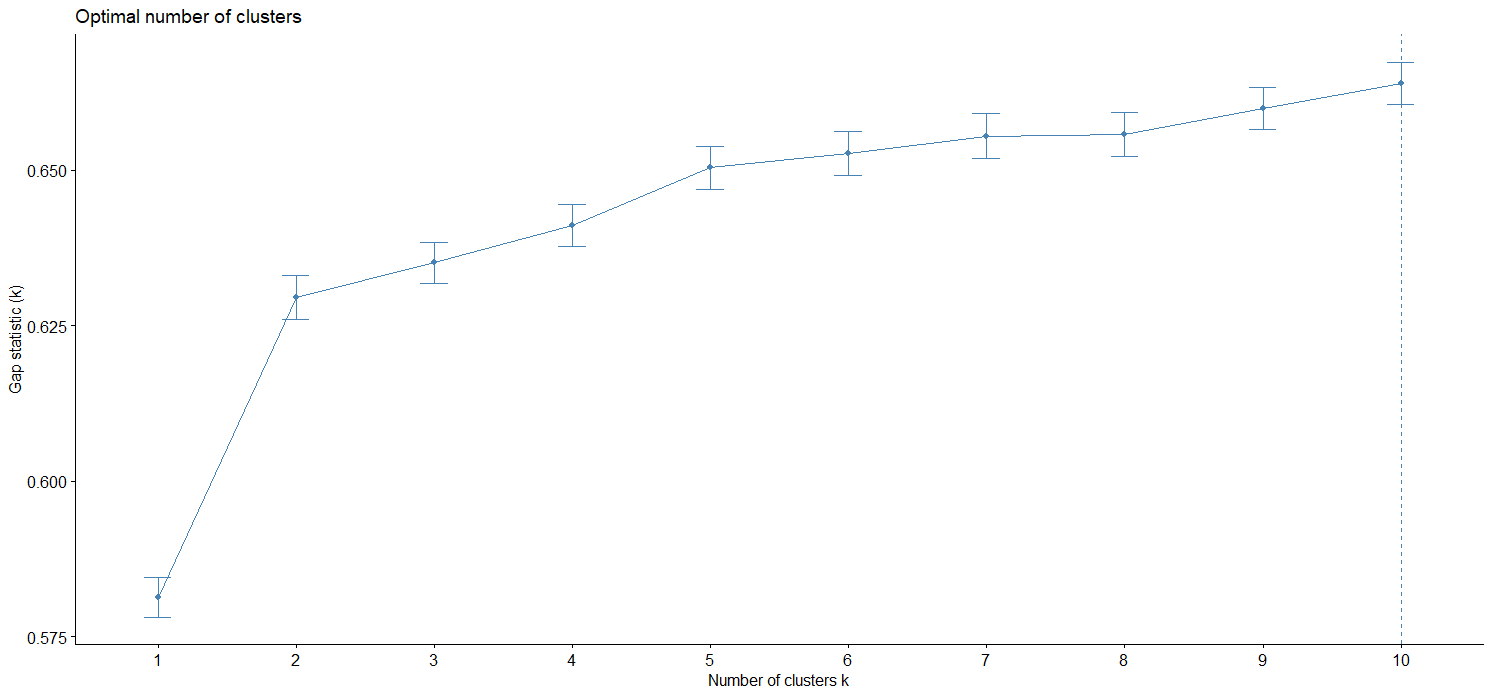 Optimal number of clusters
Gap statistic (k)
0.650
0.625
0.600
0.575
1 2 3 4 5 6 7 8 9 10
Number of clusters k